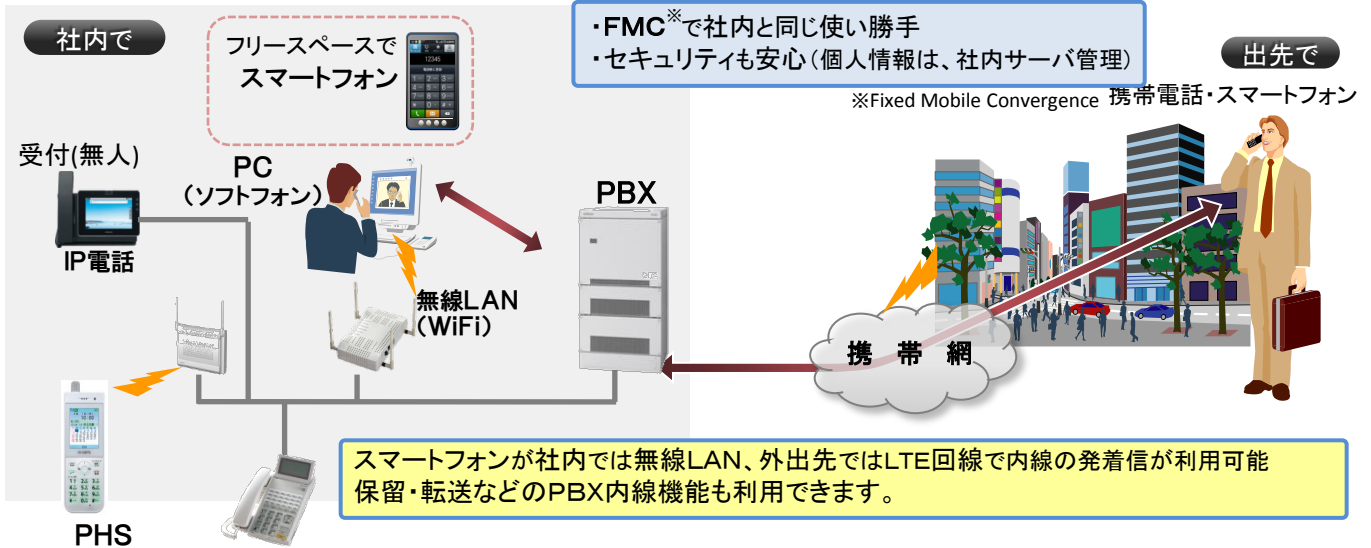 社内で
フリースペースで
スマートフォン
12345
・FMC※で社内と同じ使い勝手
・セキュリティも安心（個人情報は、社内サーバ管理）
出先で
※Fixed Mobile Convergence
携帯電話・スマートフォン
受付(無人)
PC
（ソフトフォン）
PBX
IP電話
無線LAN
(WiFi)
携帯網
スマートフォンが社内では無線LAN、外出先ではLTE回線で内線の発着信が利用可能
保留・転送などのPBX内線機能も利用できます。
PHS